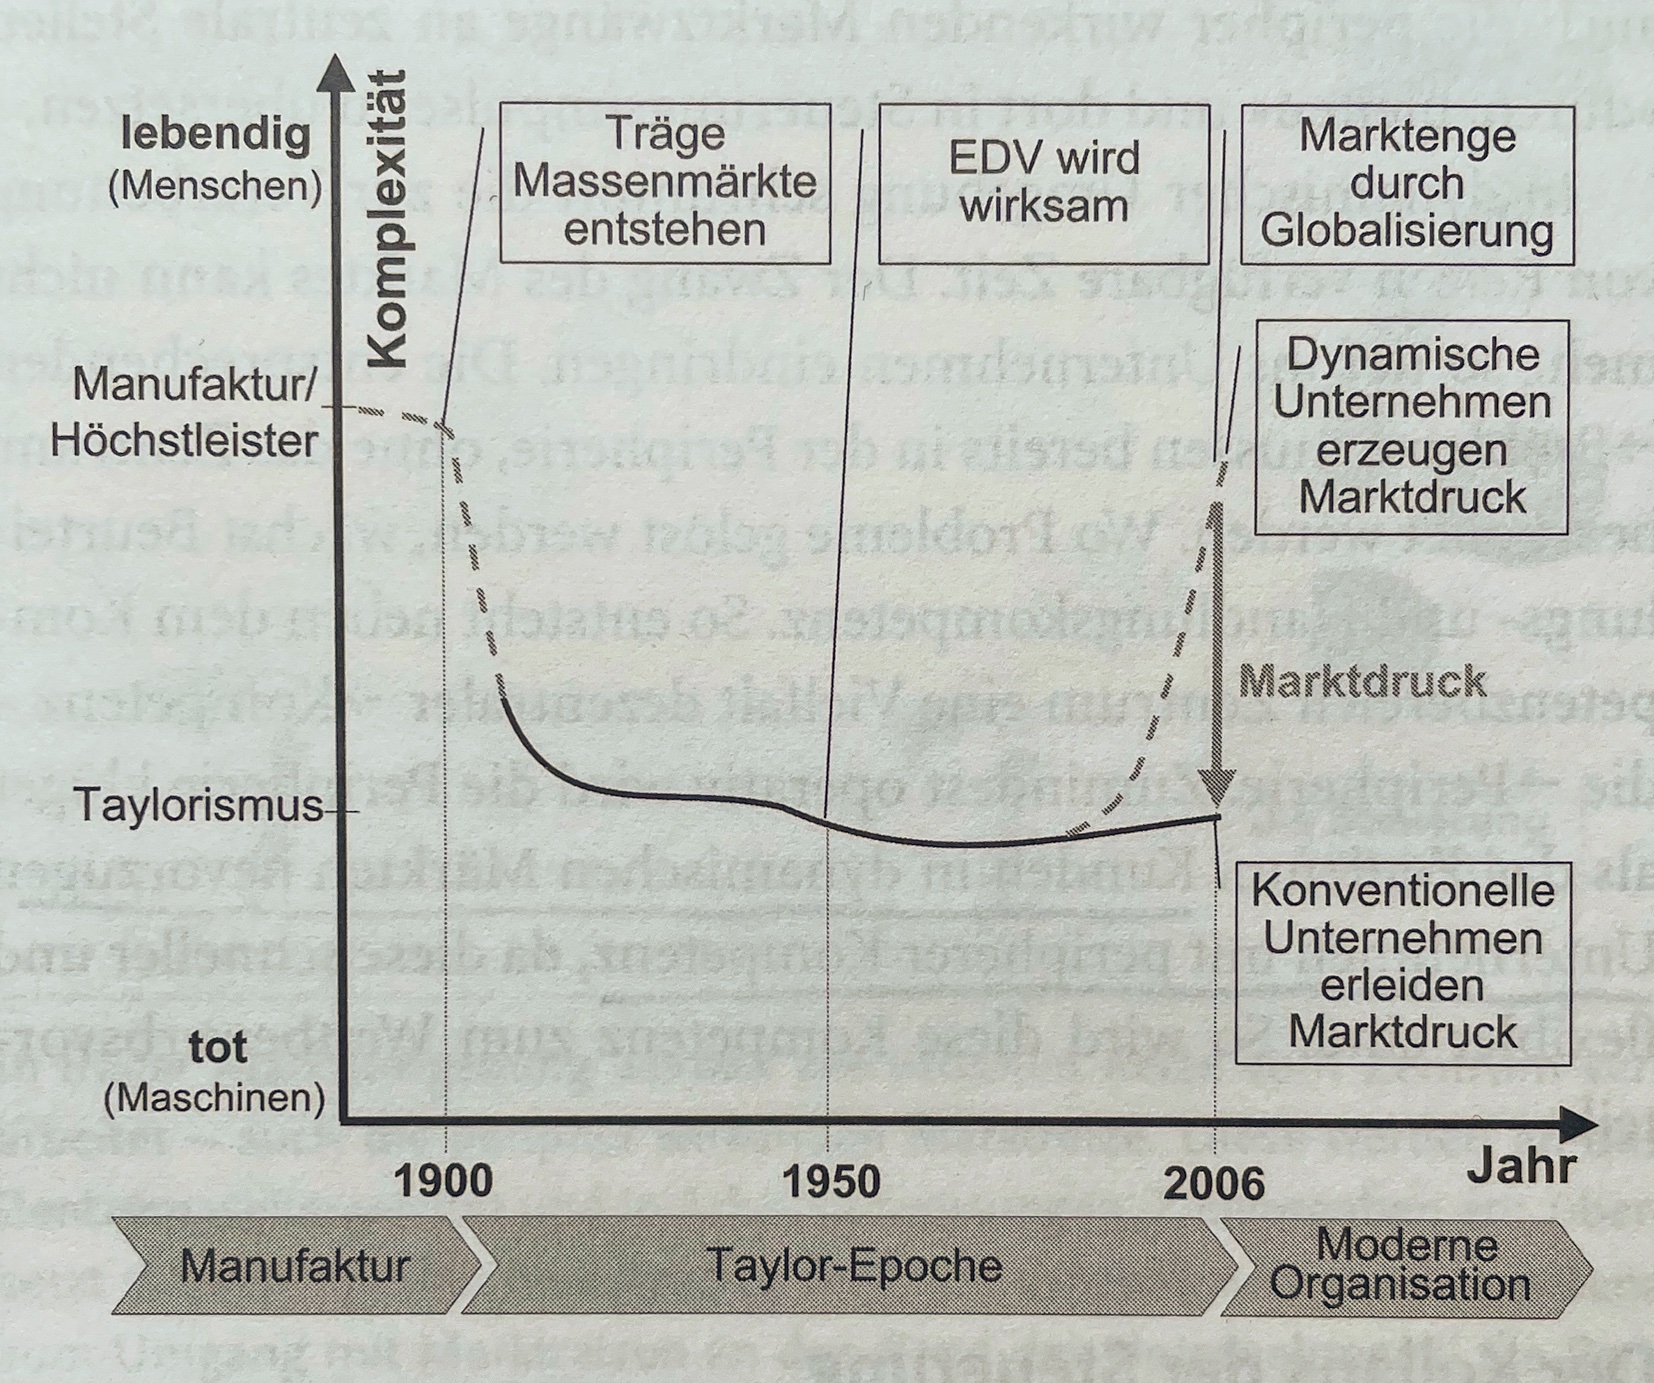 Komplexität
lebendig
(Menschen)
Träge
Massenmärkte
entstehen
EDV wird
wirksam
Marktenge
durch
Globalisierung
Manufaktur/
Höchstleister
Dynamische
Unternehmen
erzeugen
Marktdruck
Marktdruck
Taylorismus
Konventionelle
Unternehmen
erleiden
Marktdruck
tot
(Maschinen)
Jahr
1900
1950
2006
Manufaktur
Taylor-Epoche
Moderne
Organisation